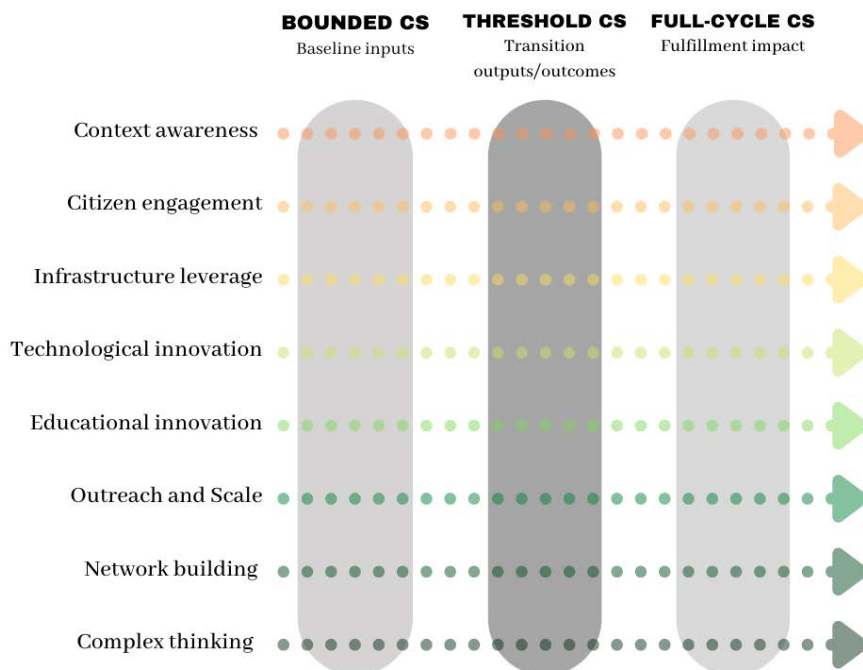 BOUNDED CS
Baseline inputs
THRESHOLD CS
Transition
outputs/outcomes
FULL-CYCLE CS
Fulfillment impact
Context awareness
Citizen engagement
Infrastructure leverage
Technological innovation
Educational innovation
Outreach and Scale
Network building
Complex thinking